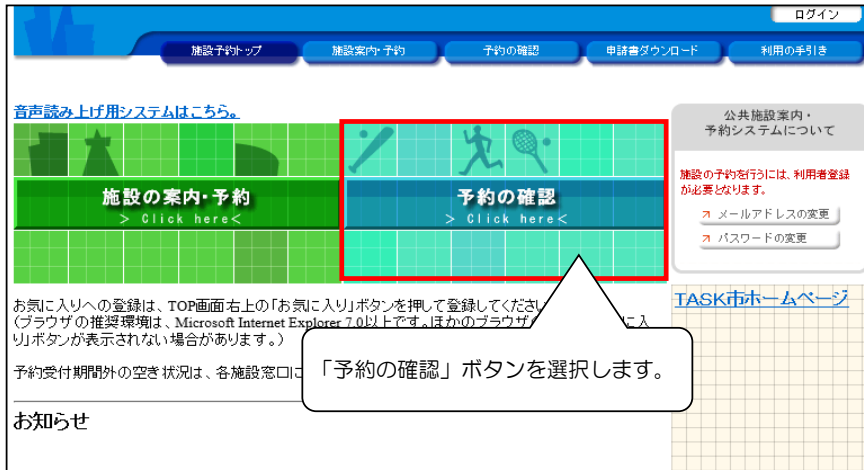 ログイン
施設予約トップ
施設案内・予約
予約の確認
申請書ダウンロード
利用の手引き
音声読み上げ用システムはこちら。
施設の案内・予約
> Click here<
予約の確認
> Click here<
公共施設案内・
予約システムについて
施設の予約を行うには、利用者登録
が必要となります。
メールアドレスの変更
パスワードの変更
TASK市ホームページ
お気に入りへの登録は、TOP画面右上の「お気に入り」ボタンを押して登録してください
(ブラウザの推奨環境は、Microsoft Internet Explorer 7.0以上です。ほかのブラウザ に入
り」ボタンが表示されない場合があります。)
予約受付期間外の空き状況は、各施設窓口に
「予約の確認」ボタンを選択します。
お知らせ